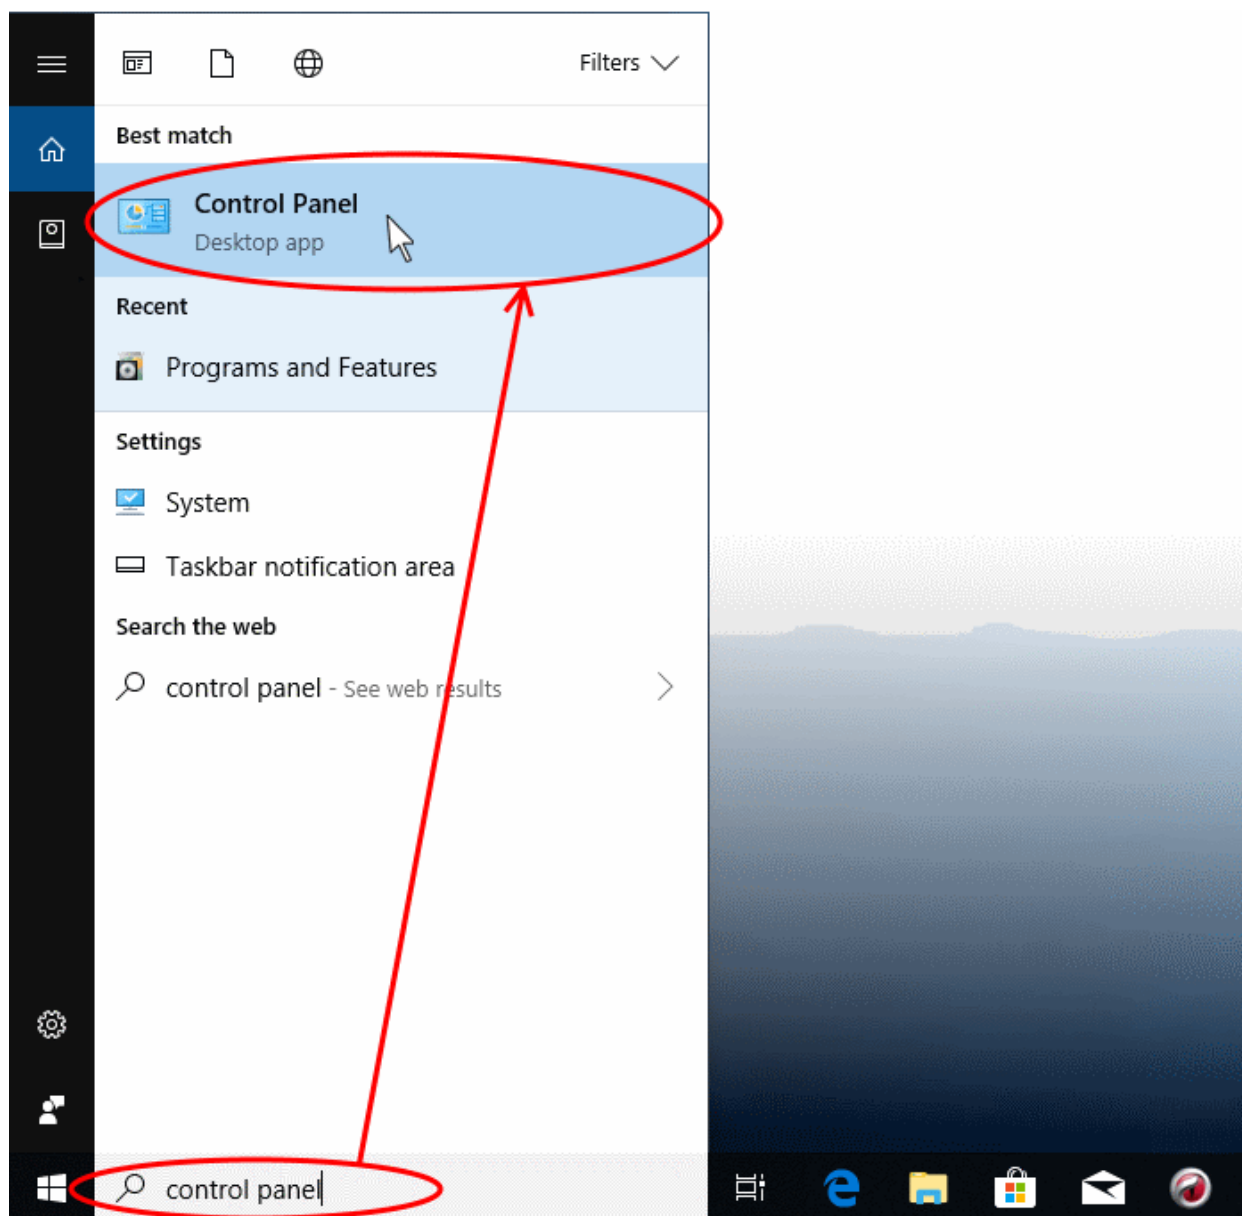 Filters
Best match
Control Panel
Desktop app
Recent
Programs and Features
Settings
System
Taskbar notification area
Search the web
control panel - See web results
control panel